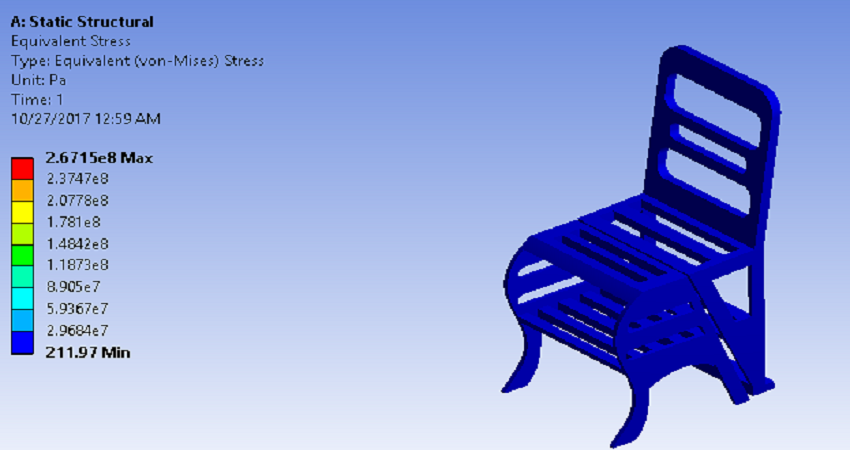 A: Static Structural
Equivalent Stress
Type: Equivalent (von-Mises) Stress
Unit: Pa
Time: 1
10/27/2017 12:59 AM
2.6715e8 Max
2.3747e8
2.0778e8
1.781e8
1.4842e8
1.1873e8
8.905e7
5.9367e7
2.9684e7
211.97 Min